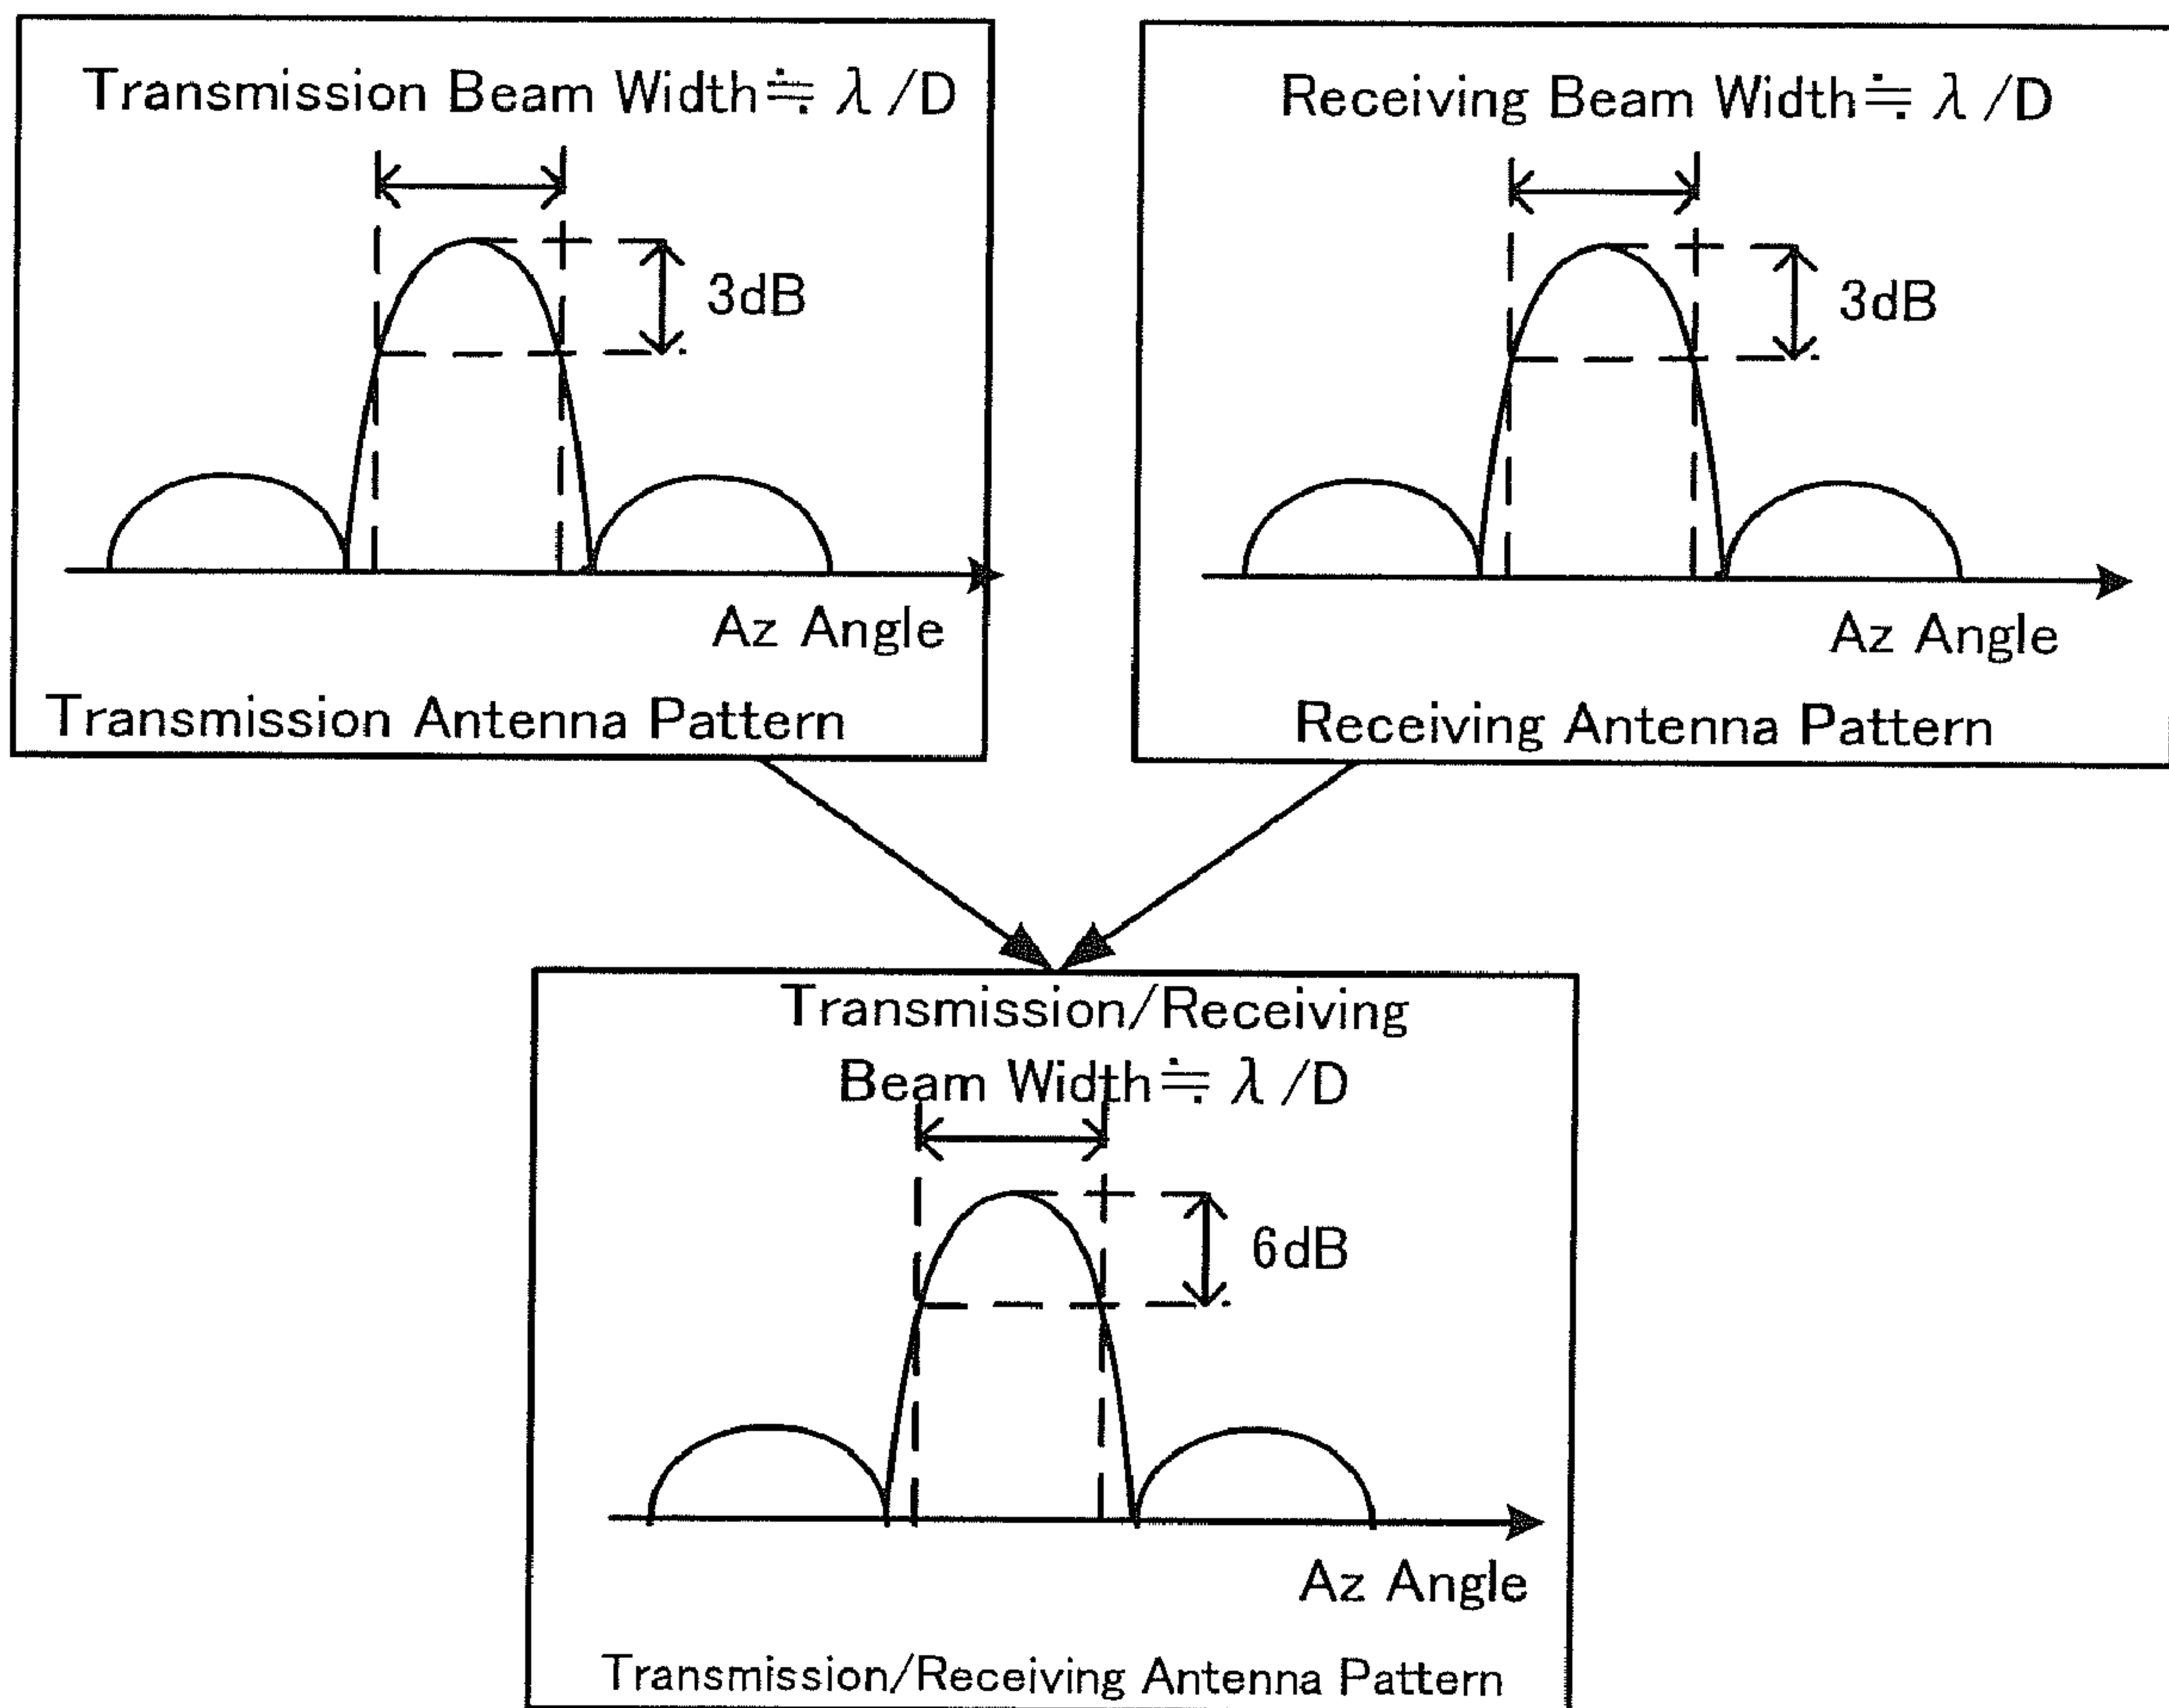 Transmission Beam Width≒ λ/D
3dB
Az Angle
Transmission Antenna Pattern
Receiving Beam Width≒ λ/D
3dB
Az Angle
Receiving Antenna Pattern
Transmission/Receiving
Beam Width≒ λ/D
6dB
Az Angle
Transmission/Receiving Antenna Pattern